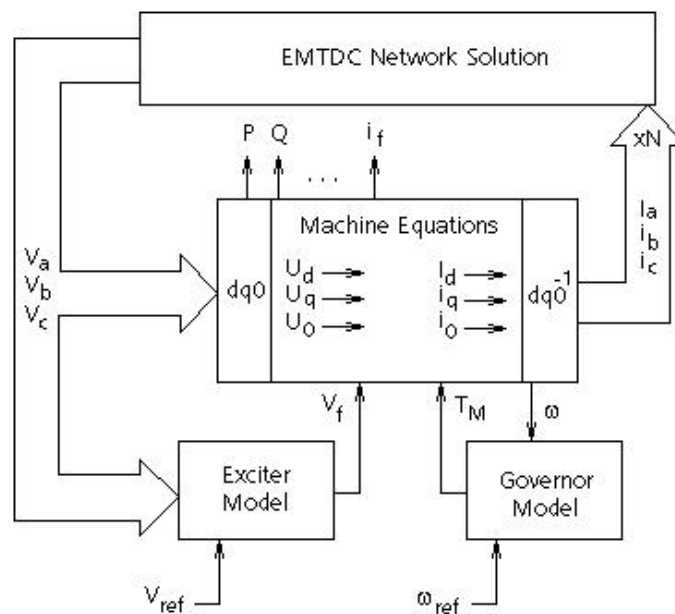 EMTDC Network Solution
P Q i_f
...
xN
Machine Equations
V_a
V_b
V_c
dq0
U_d
U_q
U_0
I_d
i_q
i_0
dq0^-1
I_a
i_b
i_c
V_f
T_M
ω
Exciter
Model
Governor
Model
V_ref
ω_ref